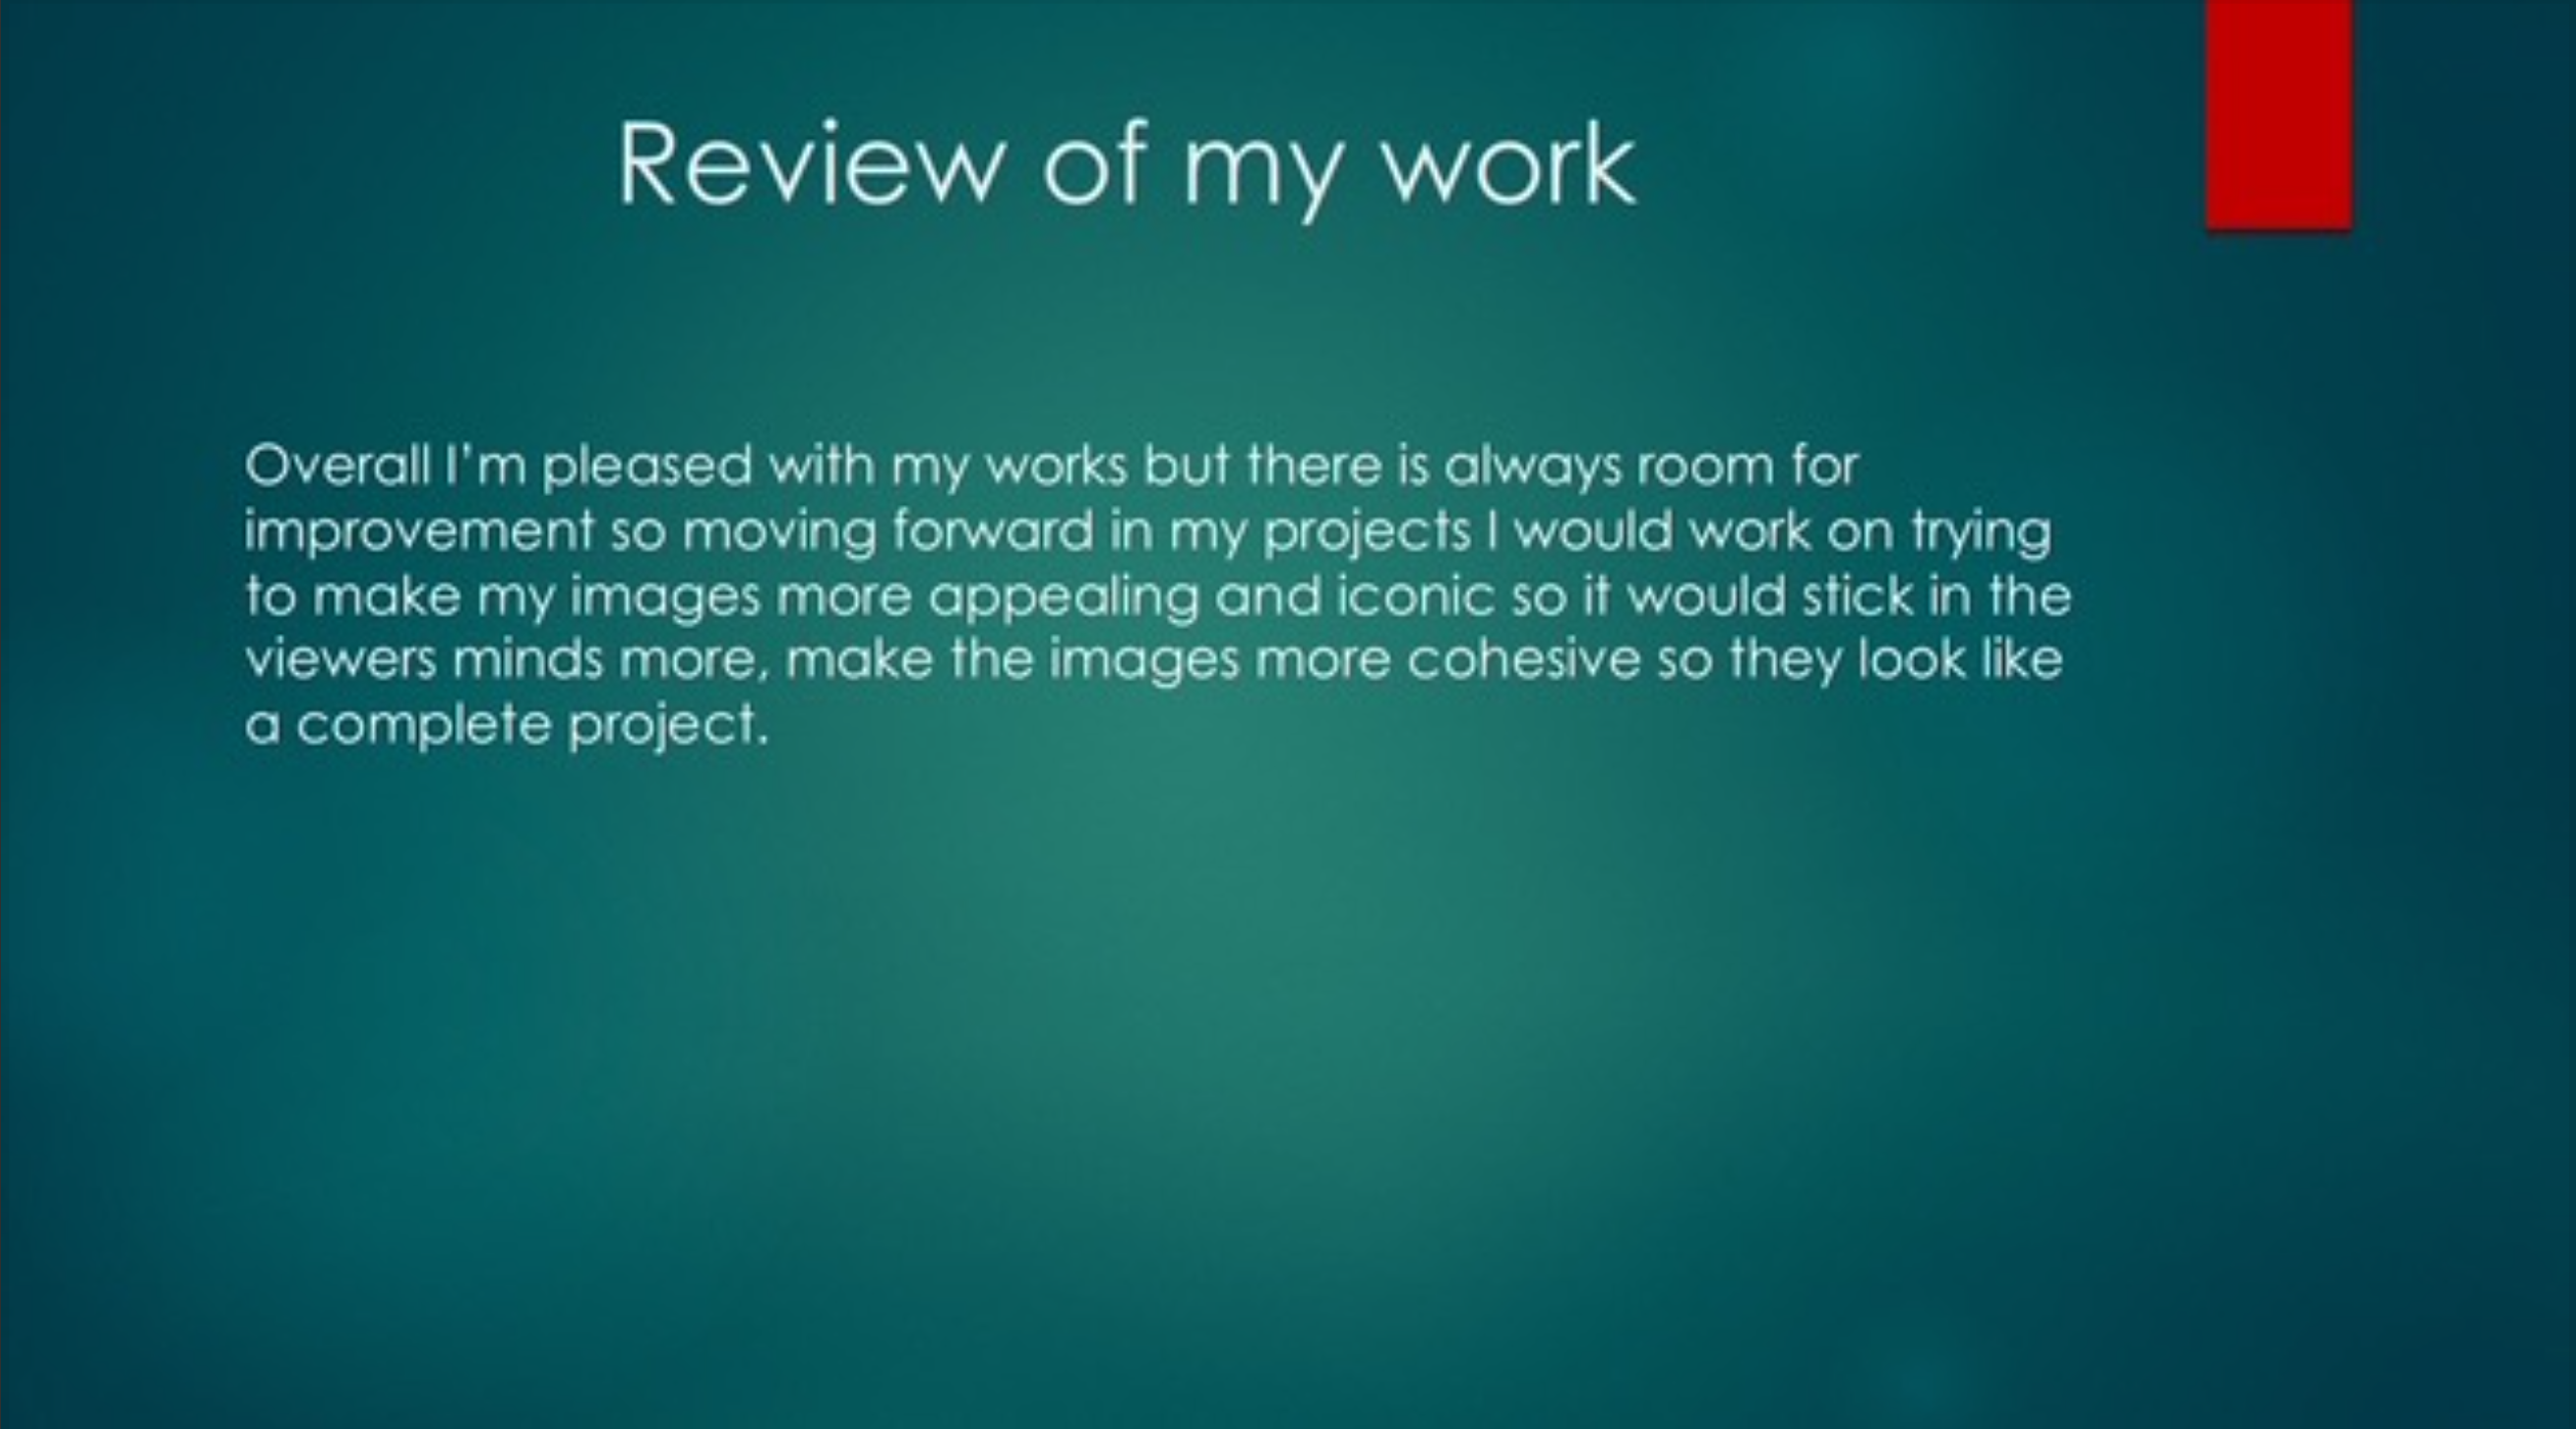 Review of my work
Overall I'm pleased with my works but there is always room for
improvement so moving forward in my projects I would work on trying
to make my images more appealing and iconic so it would stick in the
viewers minds more, make the images more cohesive so they look like
a complete project.